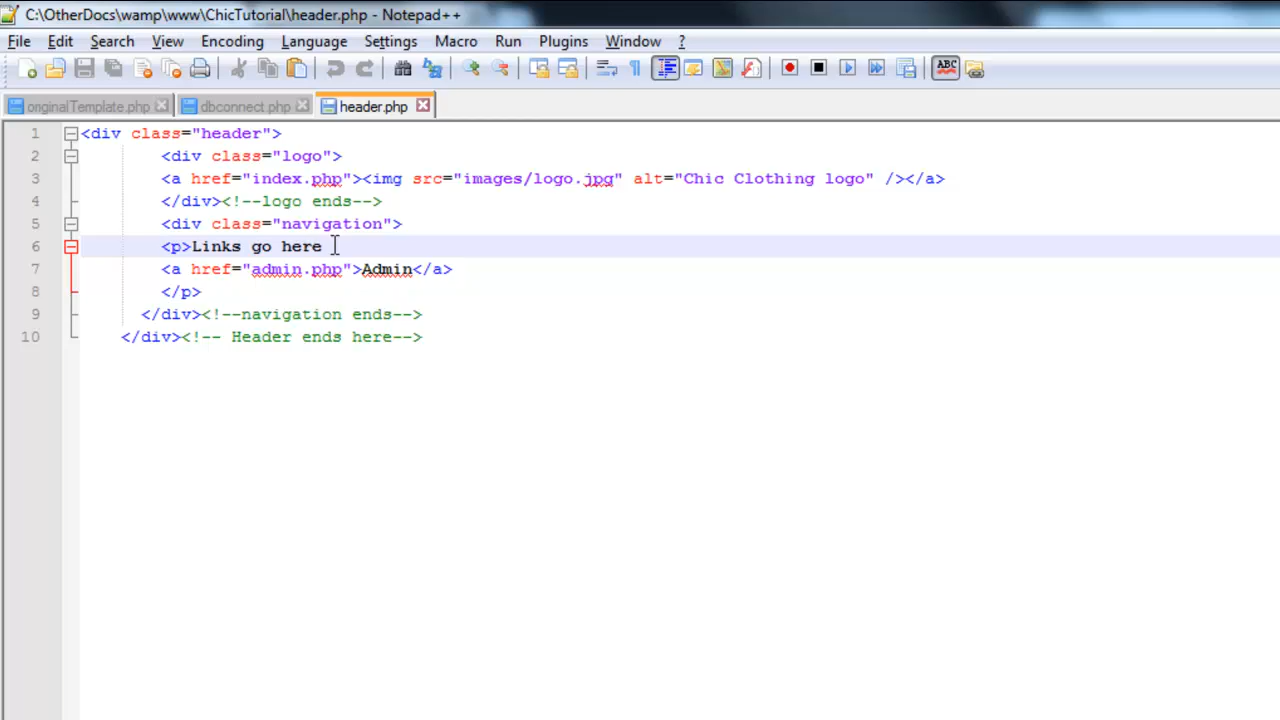 C:\OtherDocs\wamp\www\ChicTutorial\header.php - Notepad++
File Edit Search View Encoding Language Settings Macro Run Plugins Window ?
ABC
originalTemplate.php dbconnect.php header.php
1 <div class="header">
2 <div class="logo">
3 <a href="index.php"><img src="images/logo.jpg" alt="Chic Clothing logo" /></a>
4 </div><!--logo ends-->
5 <div class="navigation">
6 <p>Links go here
7 <a href="admin.php">Admin</a>
8 </p>
9 </div><!--navigation ends-->
10 </div><!-- Header ends here-->